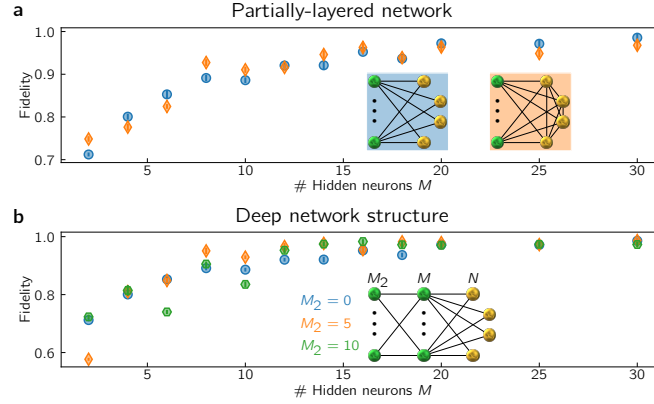 a
Partially-layered network
1.0
0.9
0.8
0.7
Fidelity
5
10
15
20
25
30
# Hidden neurons M
b
Deep network structure
1.0
0.8
0.6
Fidelity
M2 M N
M2 = 0
M2 = 5
M2 = 10
5
10
15
20
25
30
# Hidden neurons M